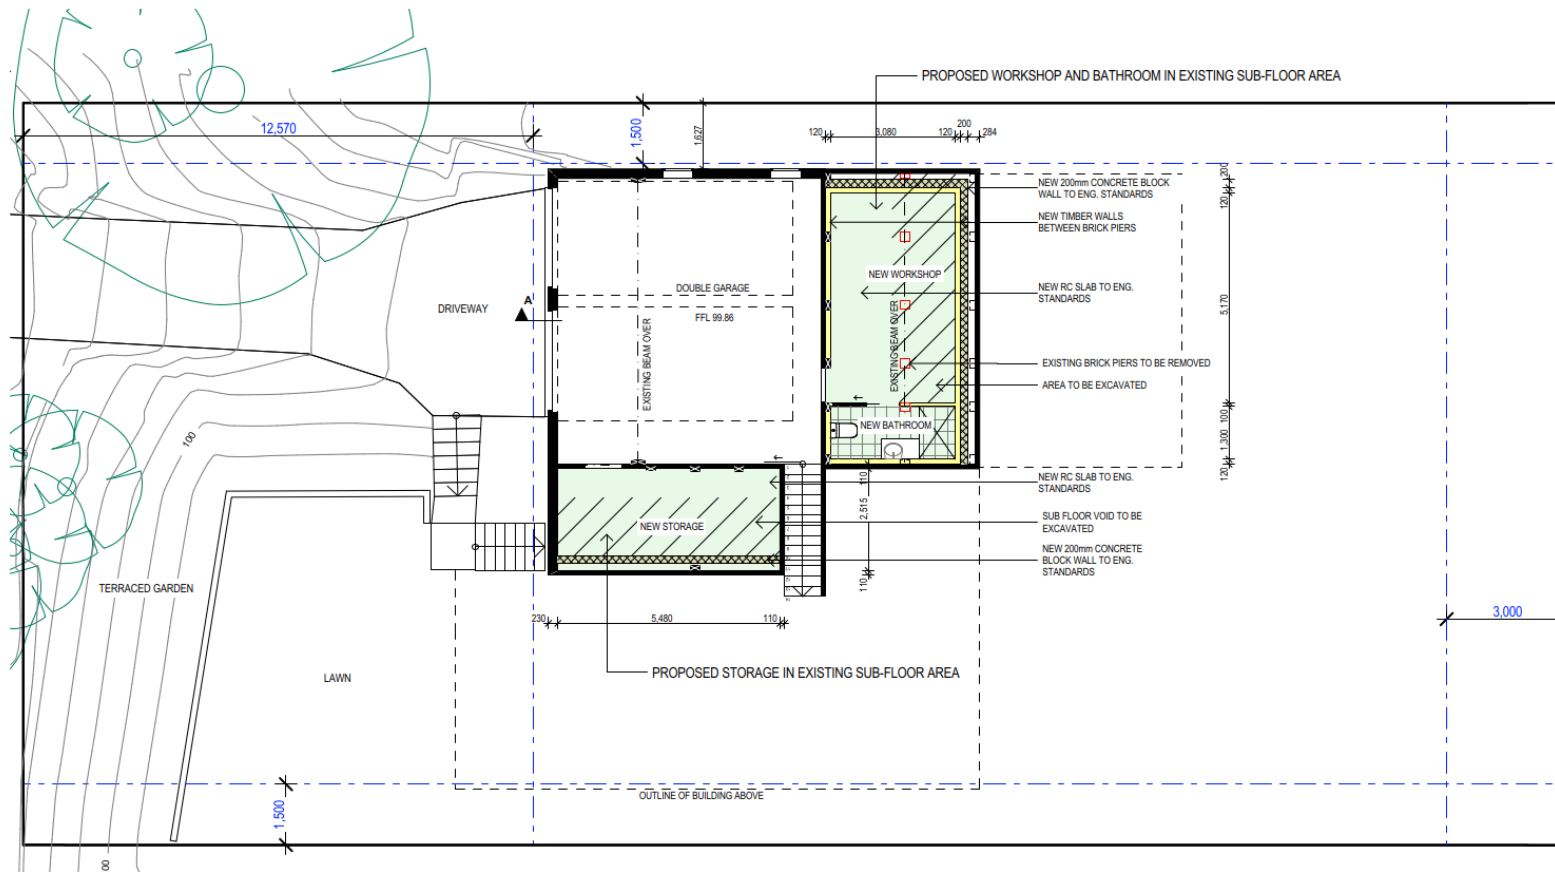 PROPOSED WORKSHOP AND BATHROOM IN EXISTING SUB-FLOOR AREA
12,570
1,500
1,627
120
3,080
120
200
284
200
120
NEW 200mm CONCRETE BLOCK
WALL TO ENG. STANDARDS
NEW TIMBER WALLS
BETWEEN BRICK PIERS
NEW WORKSHOP
DOUBLE GARAGE
NEW RC SLAB TO ENG.
STANDARDS
A
DRIVEWAY
FFL 99.86
5,170
EXISTING BEAM OVER
EXISTING BEAM OVER
EXISTING BRICK PIERS TO BE REMOVED
AREA TO BE EXCAVATED
100
1,300
120
NEW BATHROOM
100
110
2,515
110
NEW RC SLAB TO ENG.
STANDARDS
SUB FLOOR VOID TO BE
EXCAVATED
NEW STORAGE
NEW 200mm CONCRETE
BLOCK WALL TO ENG.
STANDARDS
TERRACED GARDEN
230
5,480
110
3,000
PROPOSED STORAGE IN EXISTING SUB-FLOOR AREA
LAWN
OUTLINE OF BUILDING ABOVE
1,500
00